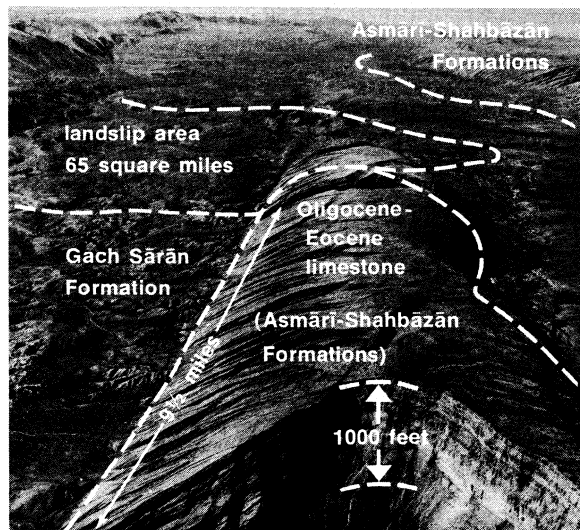 Asmārī-Shahbāzān
Formations
landslip area
65 square miles
Oligocene-
Eocene
limestone
Gach Sārān
Formation
(Asmārī-Shahbāzān
Formations)
9½ miles
1000 feet